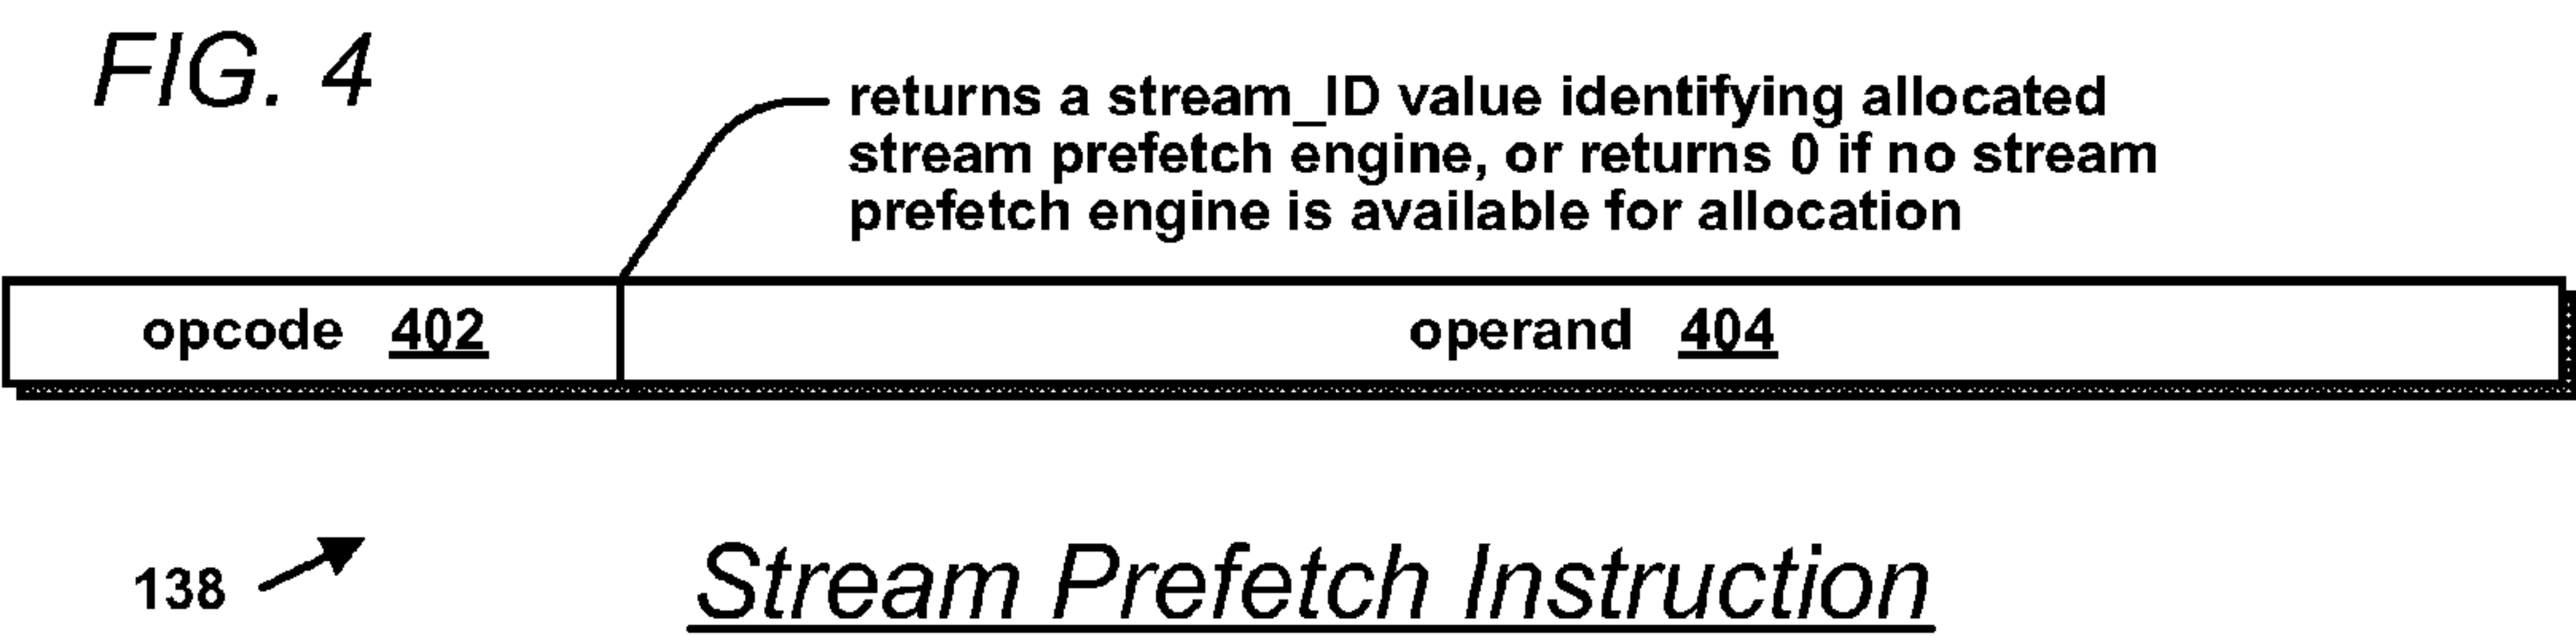 FIG. 4
returns a stream_ID value identifying allocated
stream prefetch engine, or returns 0 if no stream
prefetch engine is available for allocation
opcode 402 operand 404
138
Stream Prefetch Instruction